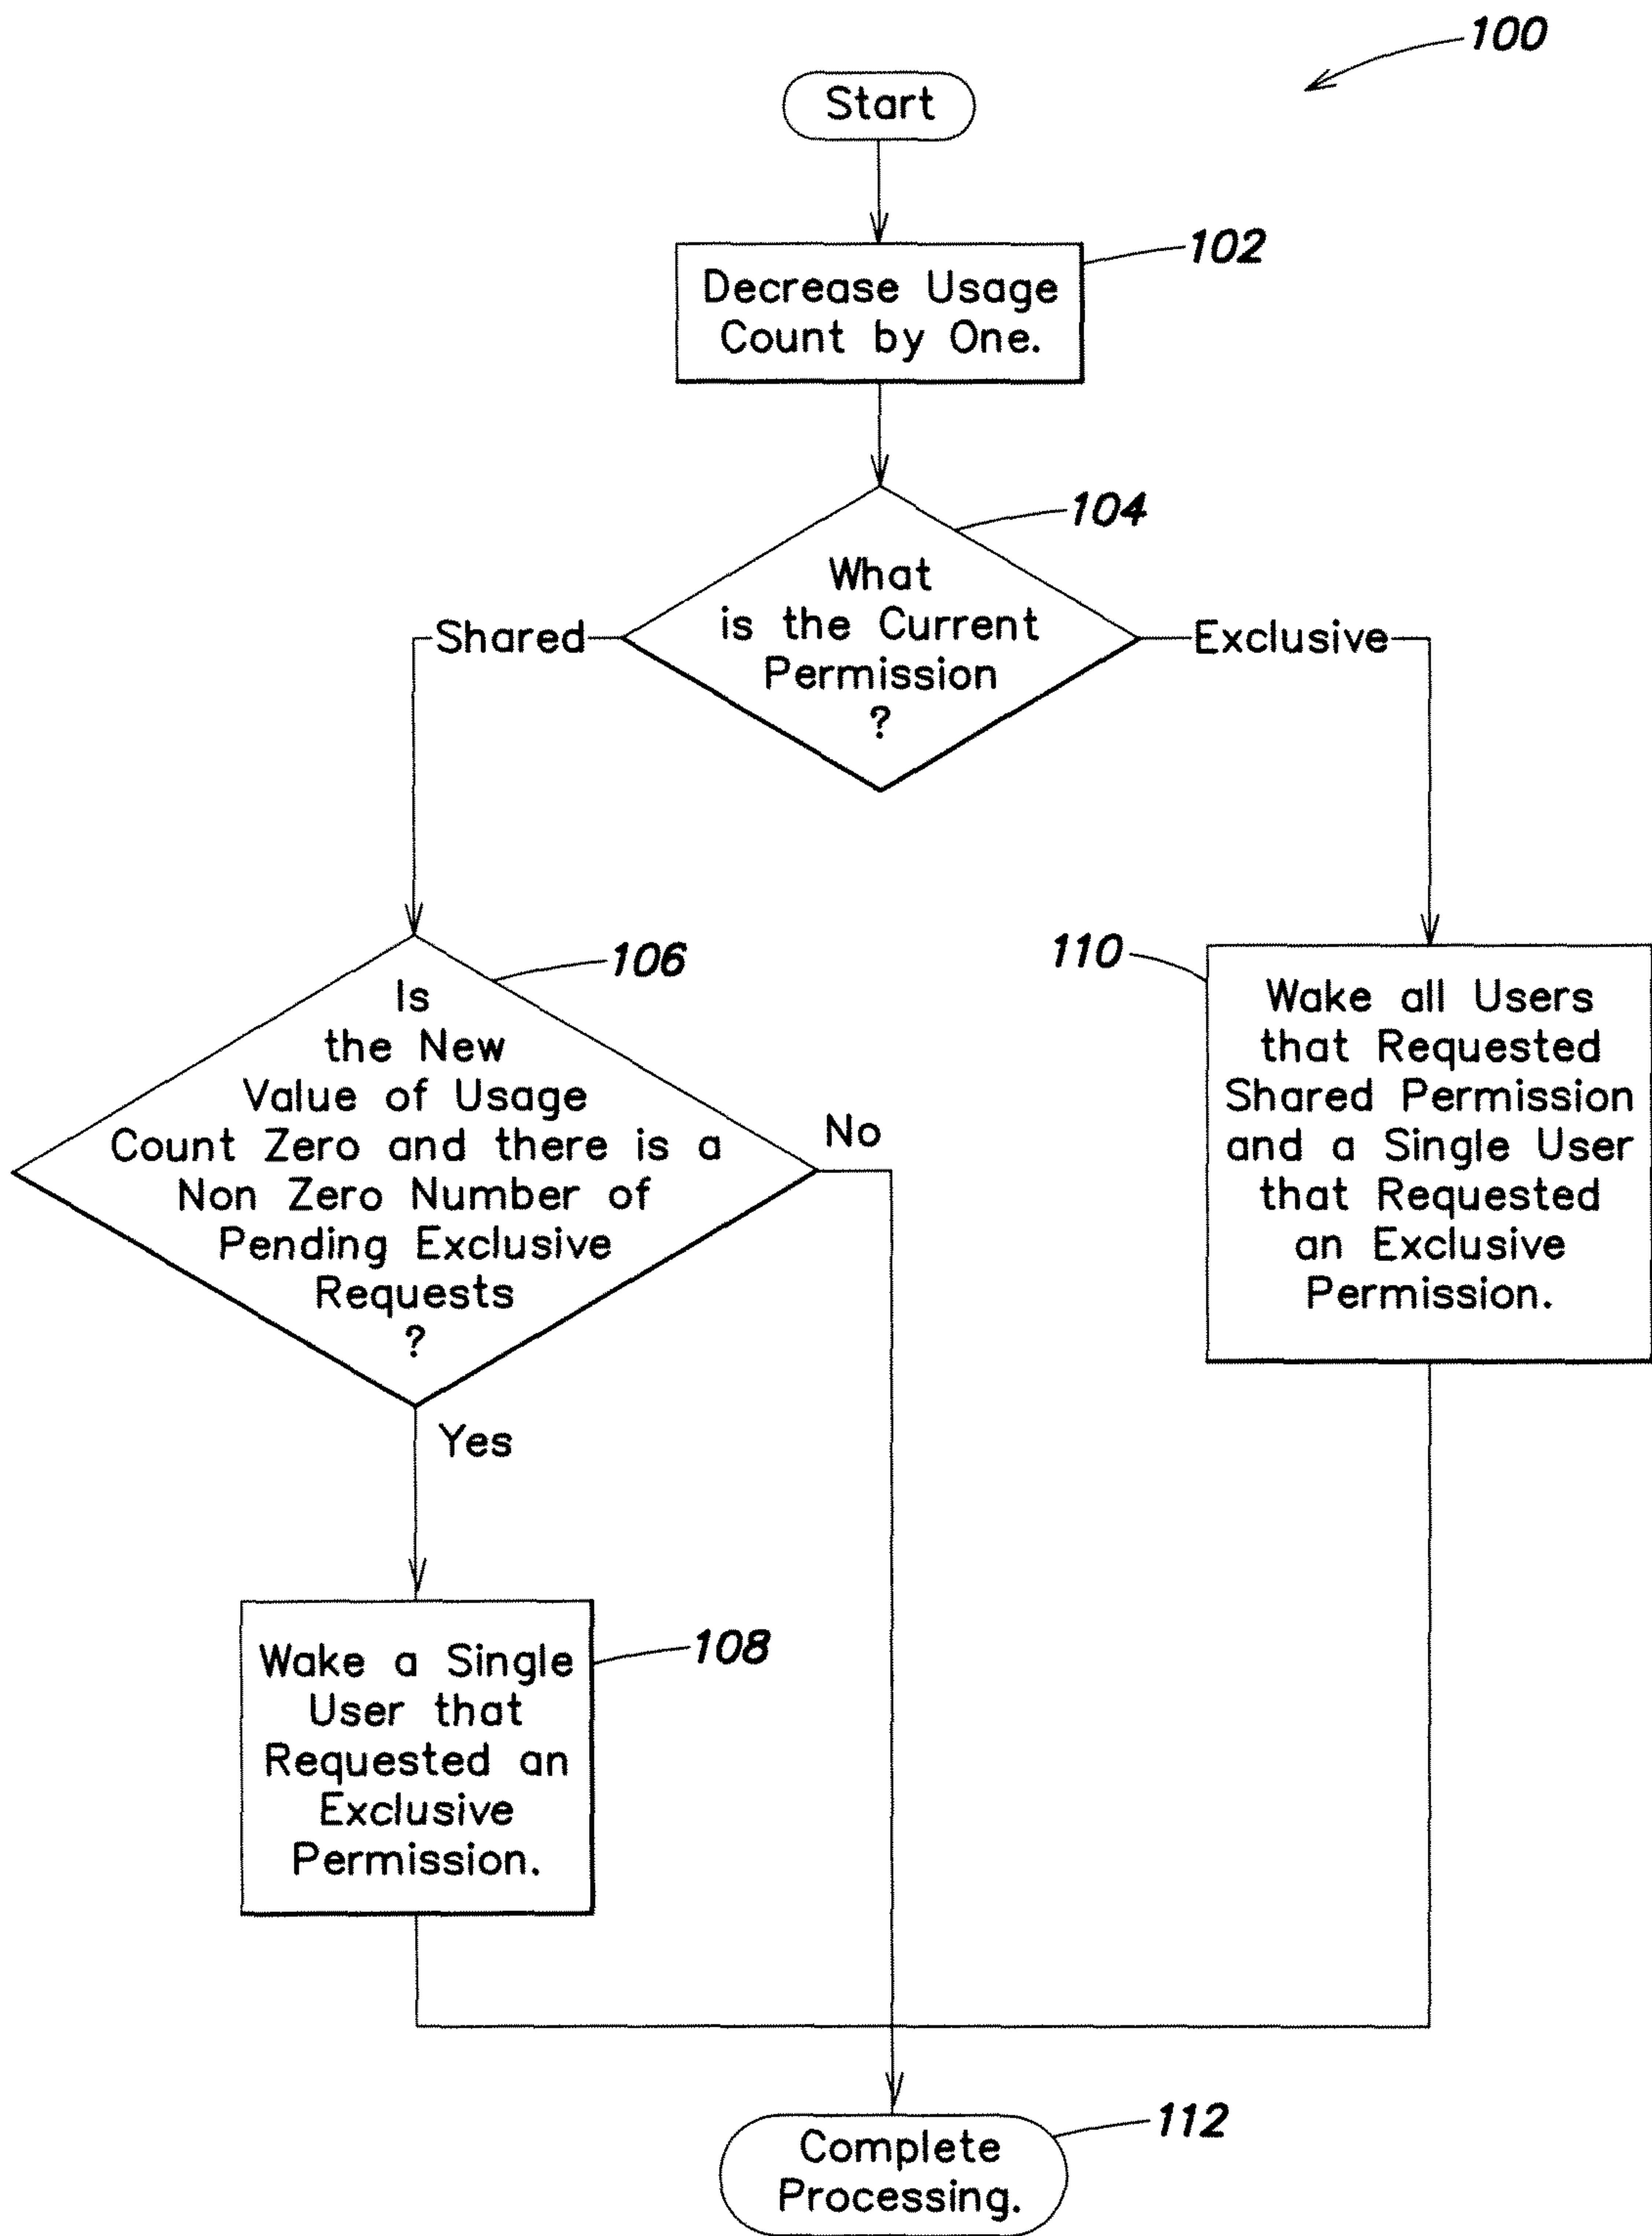 100
Start
102
Decrease Usage
Count by One.
104
What
is the Current
Permission
?
Shared
Exclusive
106
Is
the New
Value of Usage
Count Zero and there is a
Non Zero Number of
Pending Exclusive
Requests
?
No
Yes
110
Wake all Users
that Requested
Shared Permission
and a Single User
that Requested
an Exclusive
Permission.
108
Wake a Single
User that
Requested an
Exclusive
Permission.
112
Complete
Processing.